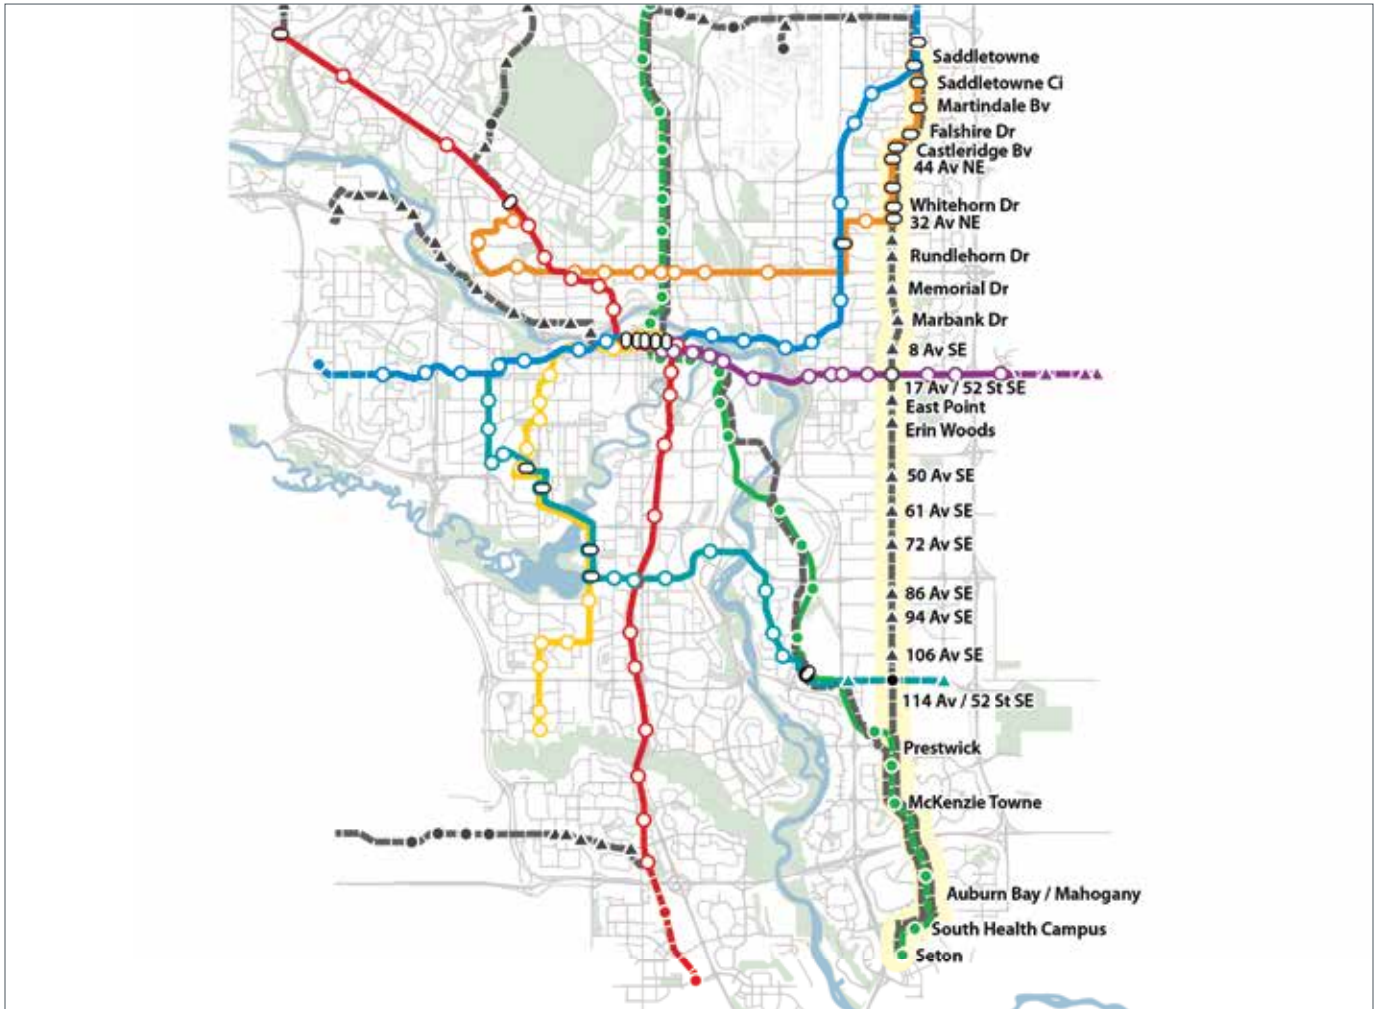 Saddletowne
Saddletowne Ci
Martindale Bv
Falshire Dr
Castleridge Bv
44 Av NE
Whitehorn Dr
32 Av NE
Rundlehorn Dr
Memorial Dr
Marbank Dr
8 Av SE
17 Av / 52 St SE
East Point
Erin Woods
50 Av SE
61 Av SE
72 Av SE
86 Av SE
94 Av SE
106 Av SE
114 Av / 52 St SE
Prestwick
McKenzie Towne
Auburn Bay / Mahogany
South Health Campus
Seton